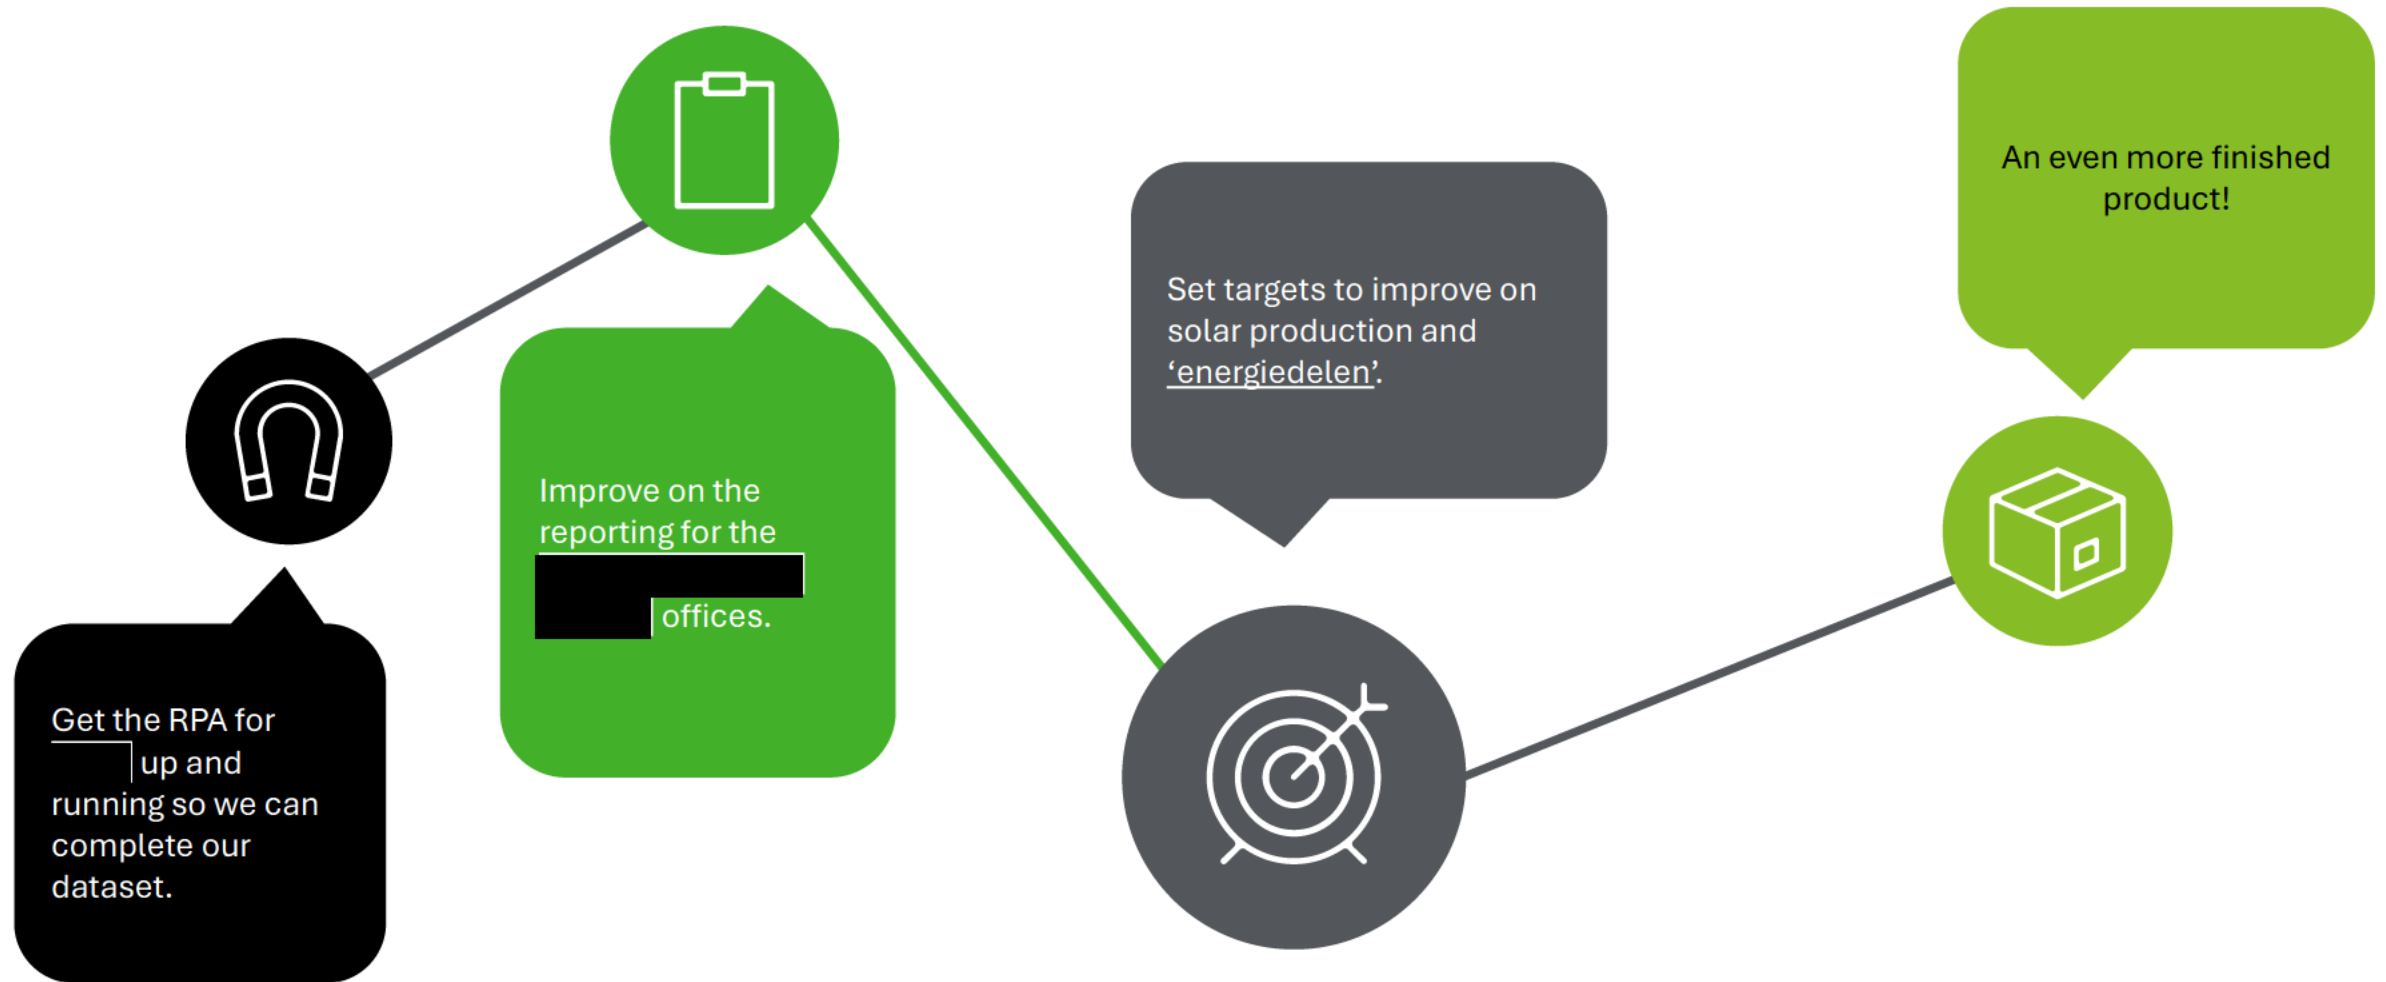 Get the RPA for
up and
running so we can
complete our
dataset.
Improve on the
reporting for the
offices.
Set targets to improve on
solar production and
‘energiedelen’.
An even more finished
product!